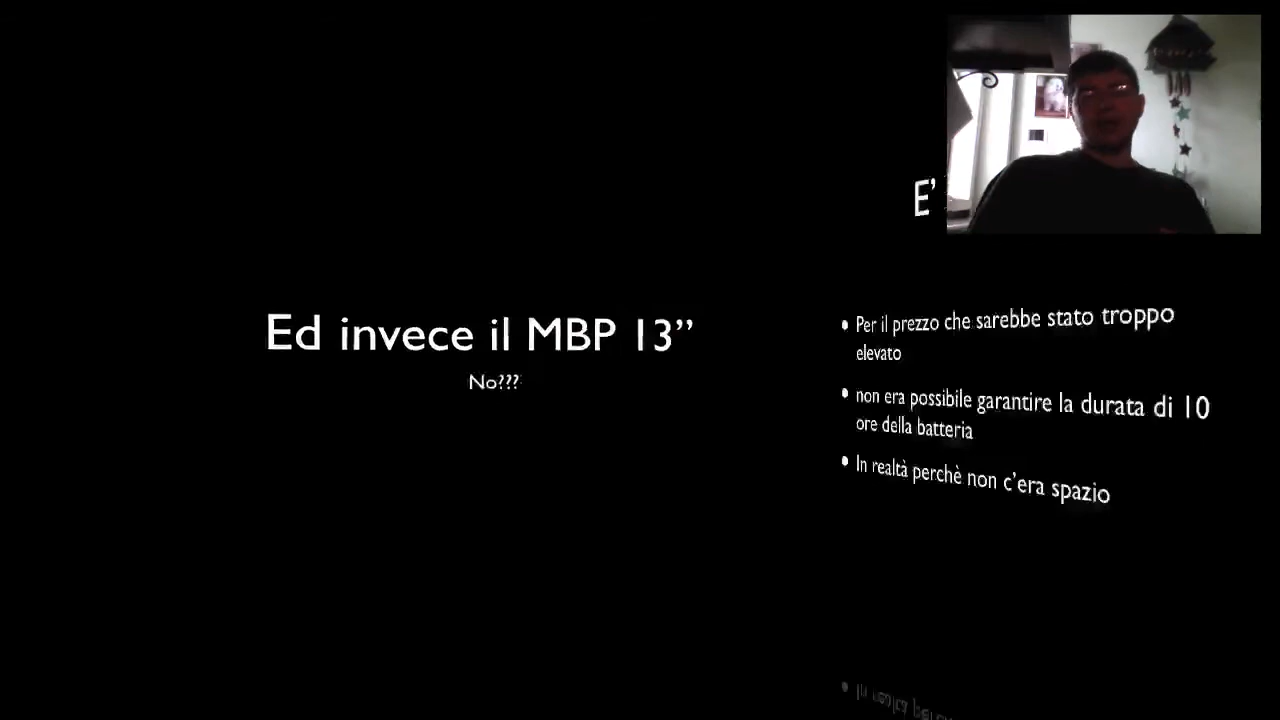 Ed invece il MBP 13”
No???
E’
• Per il prezzo che sarebbe stato troppo
elevato
• non era possibile garantire la durata di 10
ore della batteria
• In realtà perchè non c’era spazio